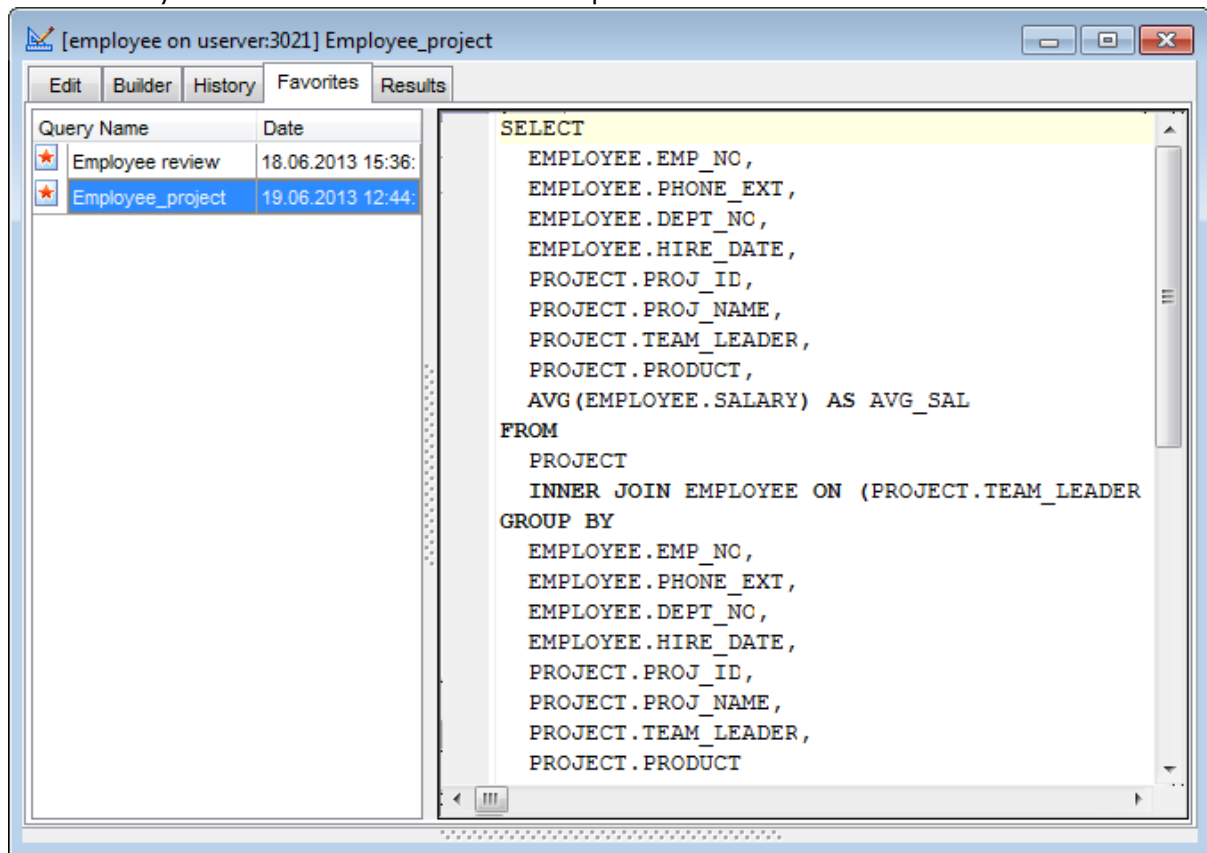 [employee on userver:3021] Employee_project
Edit Builder History Favorites Results
Query Name Date
Employee review 18.06.2013 15:36:
Employee_project 19.06.2013 12:44:
SELECT
EMPLOYEE.EMP_NO,
EMPLOYEE.PHONE_EXT,
EMPLOYEE.DEPT_NO,
EMPLOYEE.HIRE_DATE,
PROJECT.PROJ_ID,
PROJECT.PROJ_NAME,
PROJECT.TEAM_LEADER,
PROJECT.PRODUCT,
AVG(EMPLOYEE.SALARY) AS AVG_SAL
FROM
PROJECT
INNER JOIN EMPLOYEE ON (PROJECT.TEAM_LEADER
GROUP BY
EMPLOYEE.EMP_NO,
EMPLOYEE.PHONE_EXT,
EMPLOYEE.DEPT_NO,
EMPLOYEE.HIRE_DATE,
PROJECT.PROJ_ID,
PROJECT.PROJ_NAME,
PROJECT.TEAM_LEADER,
PROJECT.PRODUCT